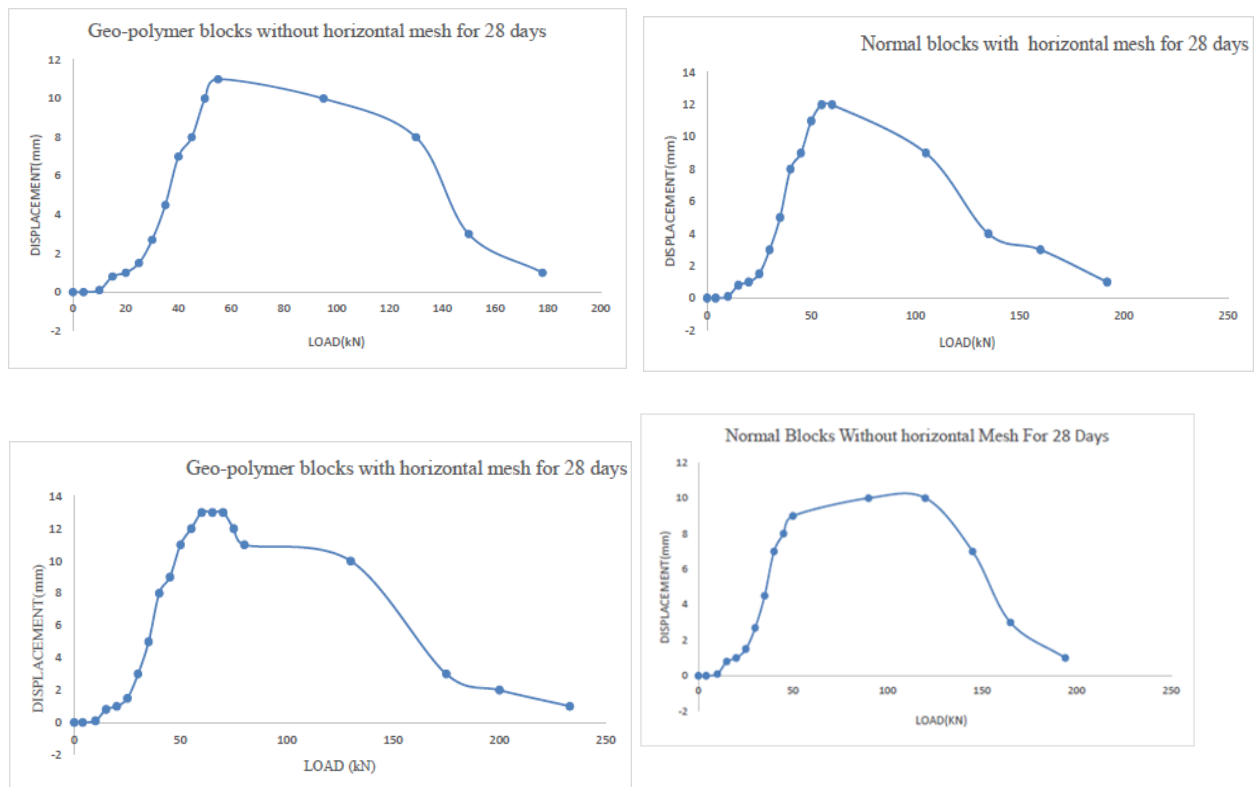 Geo-polymer blocks without horizontal mesh for 28 days
12
10
8
6
4
2
0
-2
DISPLACEMENT(mm)
0 20 40 60 80 100 120 140 160 180 200
LOAD(kN)
Normal blocks with horizontal mesh for 28 days
14
12
10
8
6
4
2
0
-2
DISPLACEMENT(mm)
0 50 100 150 200 250
LOAD(kN)
Geo-polymer blocks with horizontal mesh for 28 days
14
12
10
8
6
4
2
0
-2
DISPLACEMENT(mm)
0 50 100 150 200 250
LOAD (kN)
Normal Blocks Without horizontal Mesh For 28 Days
12
10
8
6
4
2
0
-2
DISPLACEMENT(mm)
0 50 100 150 200 250
LOAD(KN)